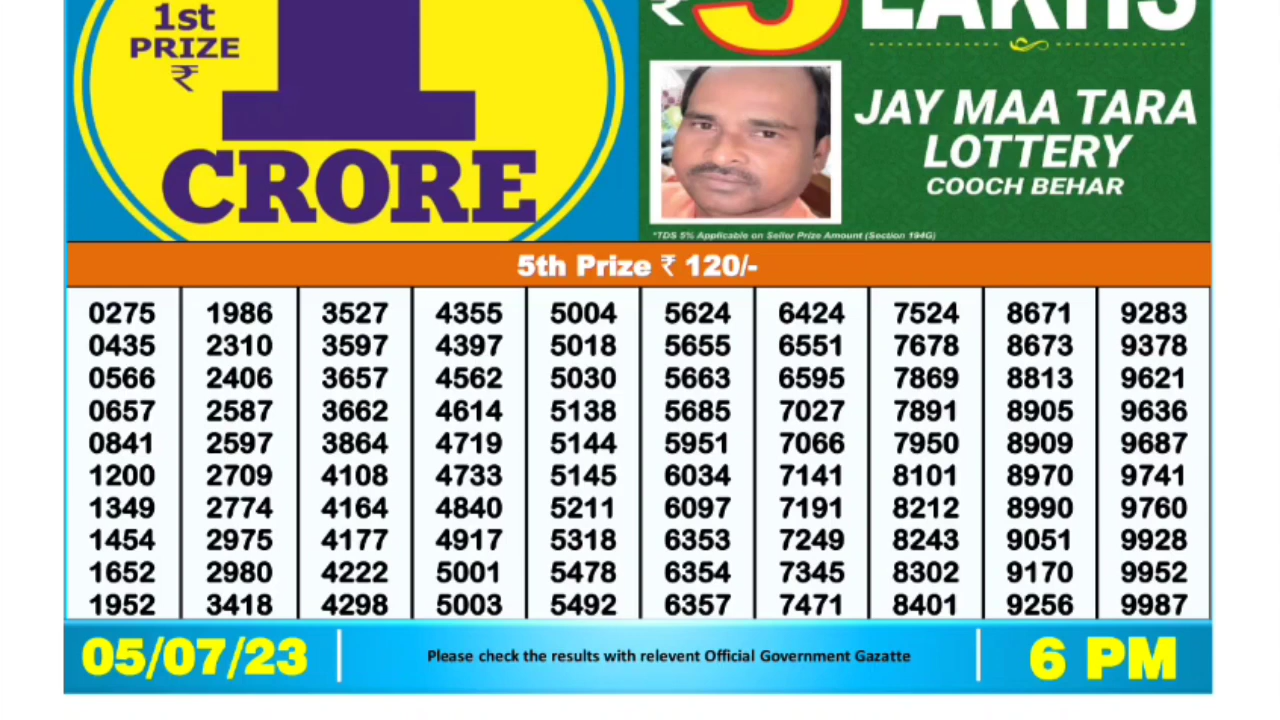 1st
PRIZE
₹
1
CRORE
₹ 5 LAKHS
JAY MAA TARA
LOTTERY
COOCH BEHAR
*TDS 5% Applicable on Seller Prize Amount (Section 194G)
5th Prize ₹ 120/-
0275 1986 3527 4355 5004 5624 6424 7524 8671 9283
0435 2310 3597 4397 5018 5655 6551 7678 8673 9378
0566 2406 3657 4562 5030 5663 6595 7869 8813 9621
0657 2587 3662 4614 5138 5685 7027 7891 8905 9636
0841 2597 3864 4719 5144 5951 7066 7950 8909 9687
1200 2709 4108 4733 5145 6034 7141 8101 8970 9741
1349 2774 4164 4840 5211 6097 7191 8212 8990 9760
1454 2975 4177 4917 5318 6353 7249 8243 9051 9928
1652 2980 4222 5001 5478 6354 7345 8302 9170 9952
1952 3418 4298 5003 5492 6357 7471 8401 9256 9987
05/07/23
Please check the results with relevent Official Government Gazatte
6 PM